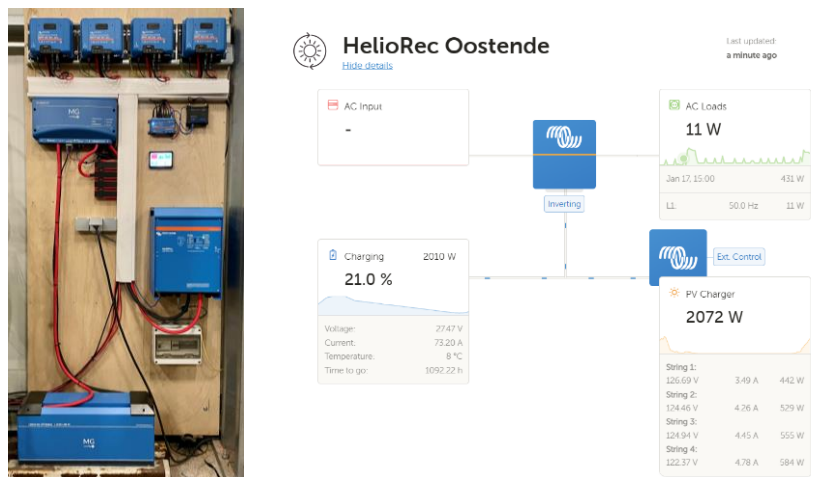 MG
MG
HelioRec Oostende
Hide details
Last updated:
a minute ago
AC Input
-
Inverting
AC Loads
11 W
Jan 17, 15:00 431 W
L1: 50.0 Hz 11 W
Charging 2010 W
21.0 %
Voltage: 27.47 V
Current: 73.20 A
Temperature: 8 °C
Time to go: 1092.22 h
Ext. Control
PV Charger
2072 W
String 1:
126.69 V 3.49 A 442 W
String 2:
124.46 V 4.26 A 529 W
String 3:
124.94 V 4.45 A 555 W
String 4:
122.37 V 4.78 A 584 W